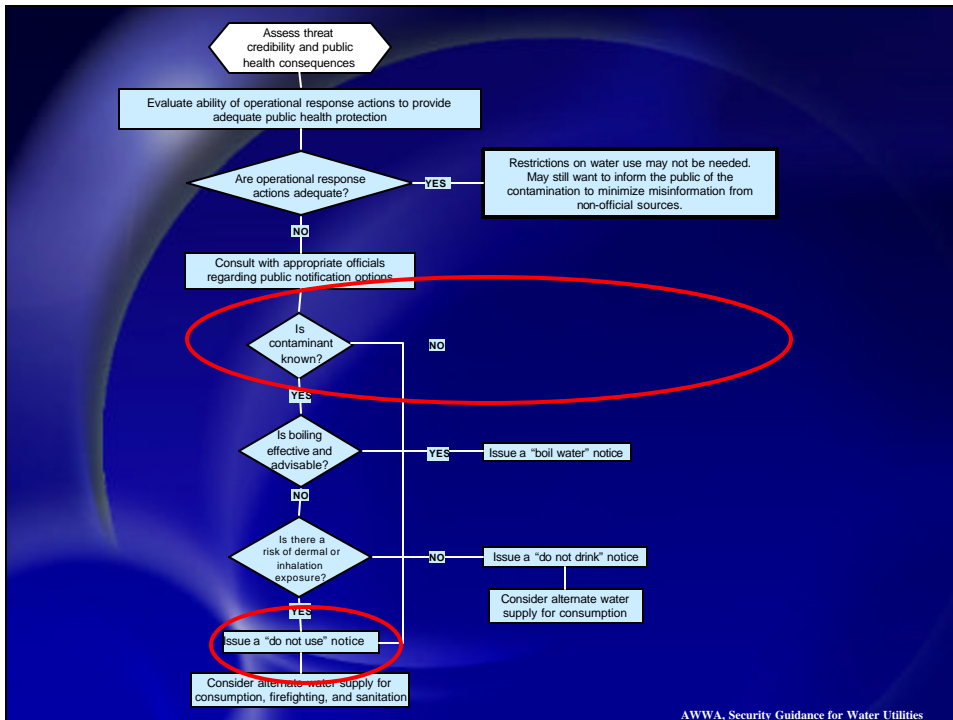 Assess threat
credibility and public
health consequences
Evaluate ability of operational response actions to provide
adequate public health protection
Are operational response
actions adequate?
YES
Restrictions on water use may not be needed.
May still want to inform the public of the
contamination to minimize misinformation from
non-official sources.
NO
Consult with appropriate officials
regarding public notification options
Is
contaminant
known?
NO
YES
Is boiling
effective and
advisable?
YES
Issue a “boil water” notice
NO
Is there a
risk of dermal or
inhalation
exposure?
NO
Issue a “do not drink” notice
Consider alternate water
supply for consumption
YES
Issue a “do not use” notice
Consider alternate water supply for
consumption, firefighting, and sanitation
AWWA, Security Guidance for Water Utilities